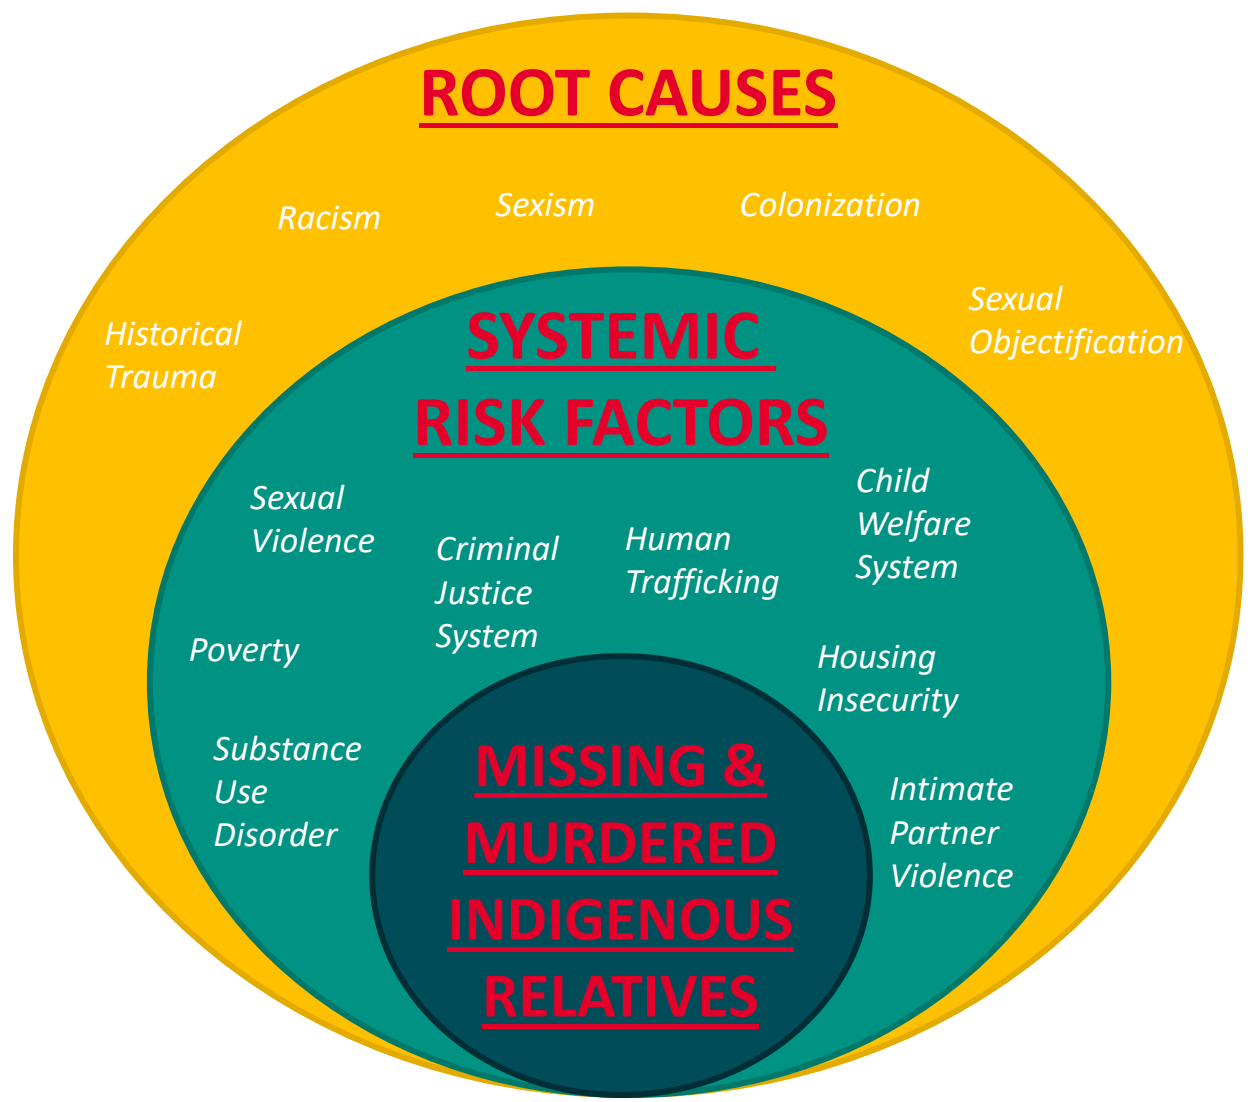 ROOT CAUSES
Racism
Sexism
Colonization
Historical
Trauma
Sexual
Objectification
SYSTEMIC
RISK FACTORS
Sexual
Violence
Criminal
Justice
System
Human
Trafficking
Child
Welfare
System
Poverty
Housing
Insecurity
Substance
Use
Disorder
Intimate
Partner
Violence
MISSING &
MURDERED
INDIGENOUS
RELATIVES